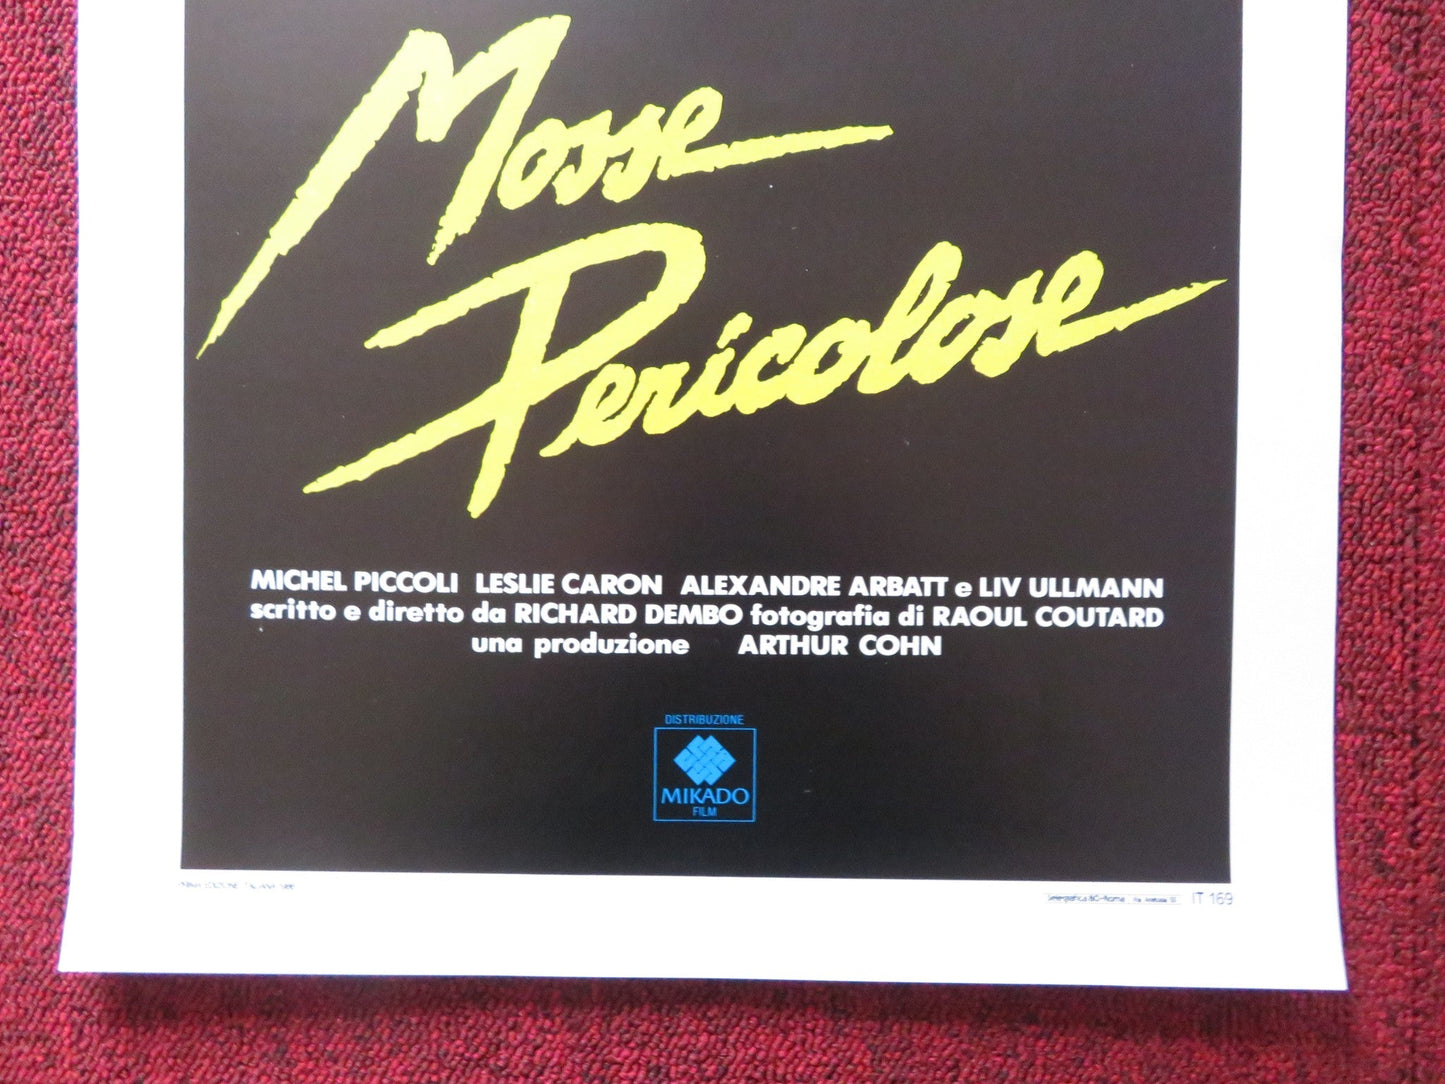 Mosse
Pericolose
MICHEL PICCOLI LESLIE CARON ALEXANDRE ARBATT e LIV ULLMANN
scritto e diretto da RICHARD DEMBO fotografia di RAOUL COUTARD
una produzione ARTHUR COHN
DISTRIBUZIONE
MIKADO
FILM
IT 169